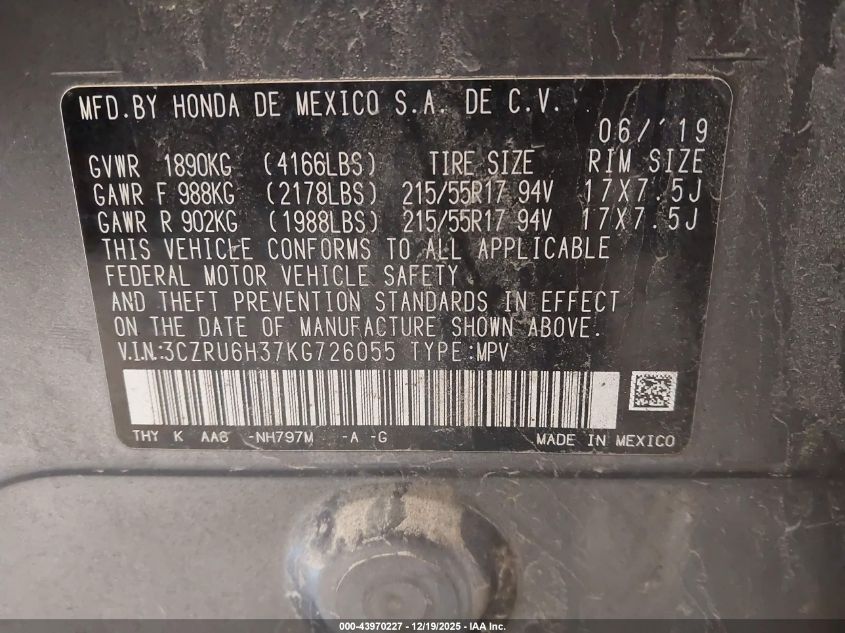 MFD.BY HONDA DE MEXICO S.A. DE C.V.
06/'19
GVWR 1890KG (4166LBS) TIRE SIZE RIM SIZE
GAWR F 988KG (2178LBS) 215/55R17 94V 17X7.5J
GAWR R 902KG (1988LBS) 215/55R17 94V 17X7.5J
THIS VEHICLE CONFORMS TO ALL APPLICABLE
FEDERAL MOTOR VEHICLE SAFETY
AND THEFT PREVENTION STANDARDS IN EFFECT
ON THE DATE OF MANUFACTURE SHOWN ABOVE.
V.I.N:3CZRU6H37KG726055 TYPE:MPV
THY K AA6 -NH797M -A -G MADE IN MEXICO
000-43970227 - 12/19/2025 - IAA Inc.